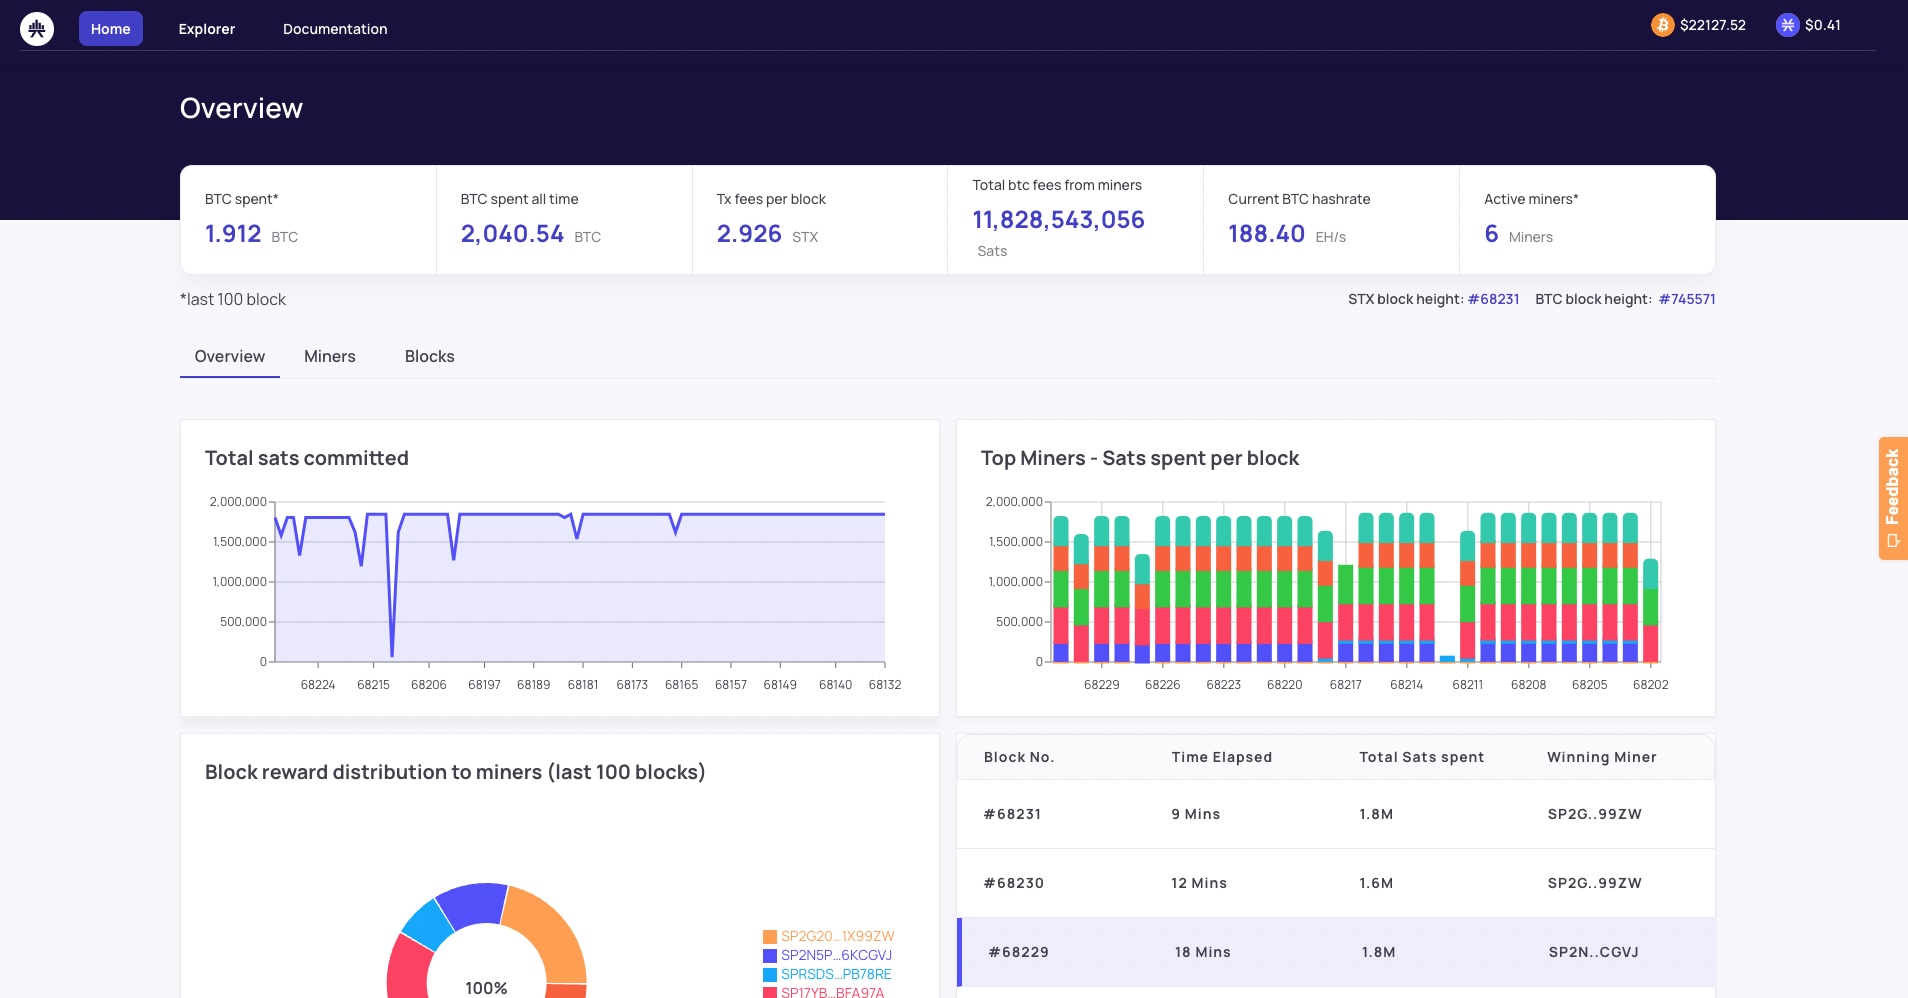 Home
Explorer
Documentation
$22127.52
$0.41
Overview
BTC spent*
1.912 BTC
BTC spent all time
2,040.54 BTC
Tx fees per block
2.926 STX
Total btc fees from miners
11,828,543,056
Sats
Current BTC hashrate
188.40 EH/s
Active miners*
6 Miners
*last 100 block
STX block height: #68231
BTC block height: #745571
Overview
Miners
Blocks
Feedback
Total sats committed
2,000,000
1,500,000
1,000,000
500,000
0
68224 68215 68206 68197 68189 68181 68173 68165 68157 68149 68140 68132
Top Miners - Sats spent per block
2,000,000
1,500,000
1,000,000
500,000
0
68229 68226 68223 68220 68217 68214 68211 68208 68205 68202
Block reward distribution to miners (last 100 blocks)
100%
SP2G20...1X99ZW
SP2N5P...6KCGVJ
SPRSDS...PB78RE
SP17YB...BFA97A
Block No. Time Elapsed Total Sats spent Winning Miner
#68231 9 Mins 1.8M SP2G..99ZW
#68230 12 Mins 1.6M SP2G..99ZW
#68229 18 Mins 1.8M SP2N..CGVJ